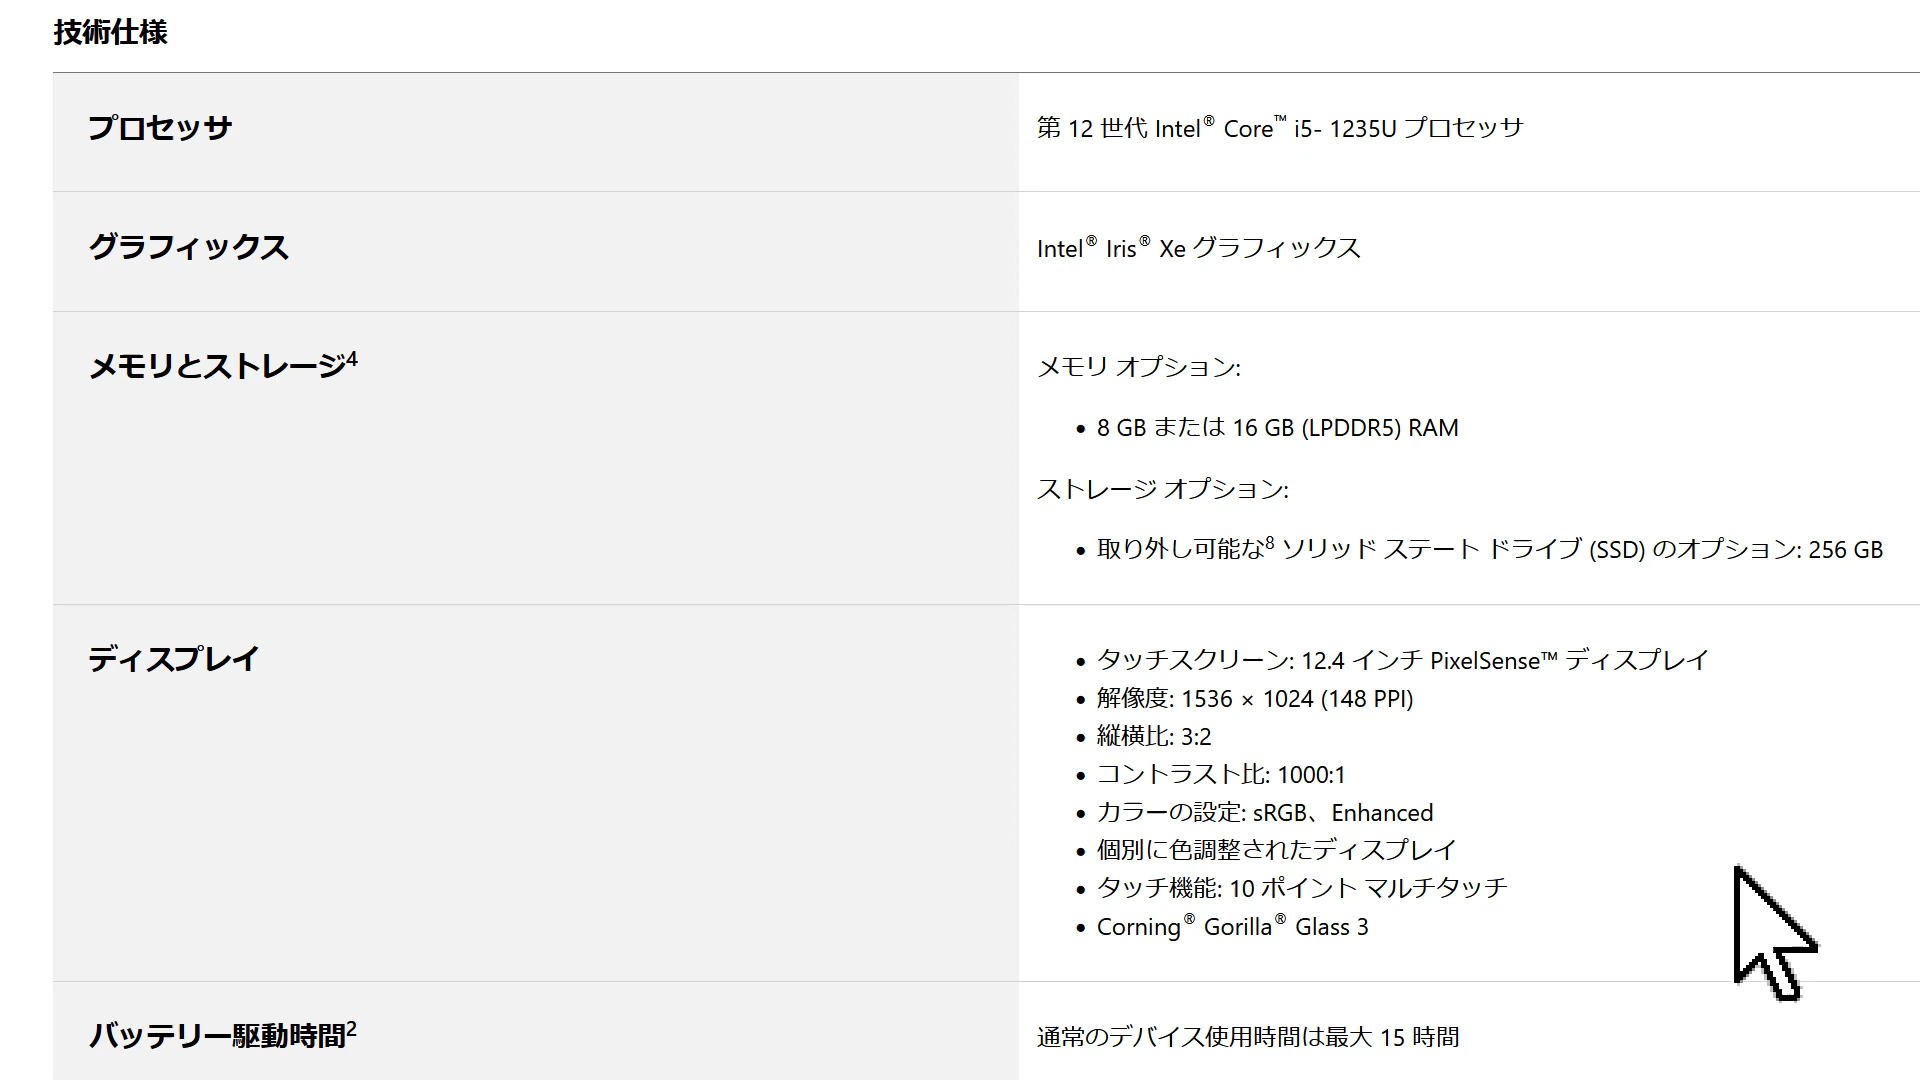 技術仕様
プロセッサ
第 12 世代 Intel® Core™ i5- 1235U プロセッサ
グラフィックス
Intel® Iris® Xe グラフィックス
メモリとストレージ4
メモリ オプション:
• 8 GB または 16 GB (LPDDR5) RAM
ストレージ オプション:
• 取り外し可能な8 ソリッド ステート ドライブ (SSD) のオプション: 256 GB
ディスプレイ
• タッチスクリーン: 12.4 インチ PixelSense™ ディスプレイ
• 解像度: 1536 × 1024 (148 PPI)
• 縦横比: 3:2
• コントラスト比: 1000:1
• カラーの設定: sRGB、Enhanced
• 個別に色調整されたディスプレイ
• タッチ機能: 10 ポイント マルチタッチ
• Corning® Gorilla® Glass 3
バッテリー駆動時間2
通常のデバイス使用時間は最大 15 時間